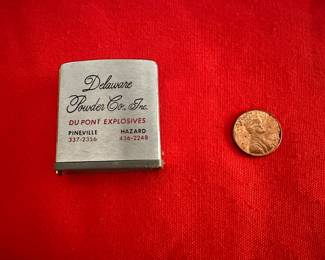 Delaware
Powder Co., Inc.
DU PONT EXPLOSIVES
PINEVILLE HAZARD
337-2356 436-2248